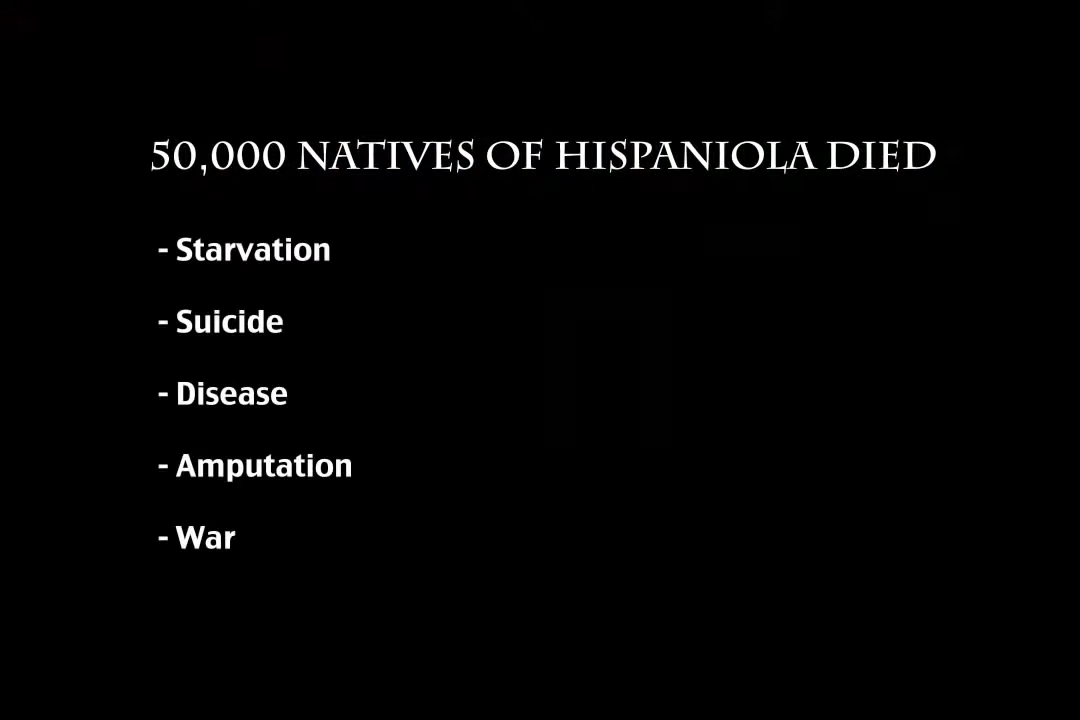 50,000 NATIVES OF HISPANIOLA DIED
- Starvation
- Suicide
- Disease
- Amputation
- War